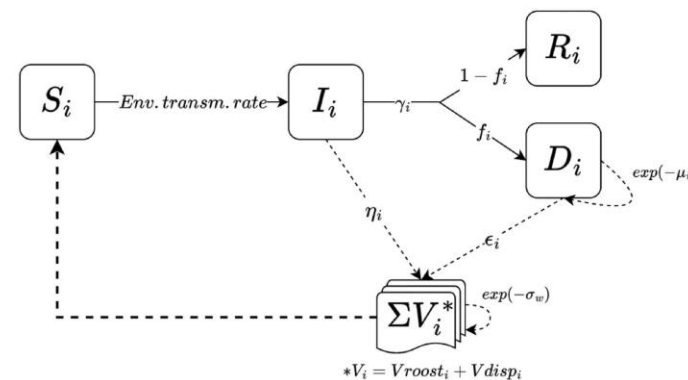 R_i
1 − f_i
S_i
Env. transm. rate
I_i
γ_i
f_i
D_i
exp(−μ
η_i
ϵ_i
exp(−σ_w)
ΣV_i^*
*V_i = Vroost_i + Vdisp_i